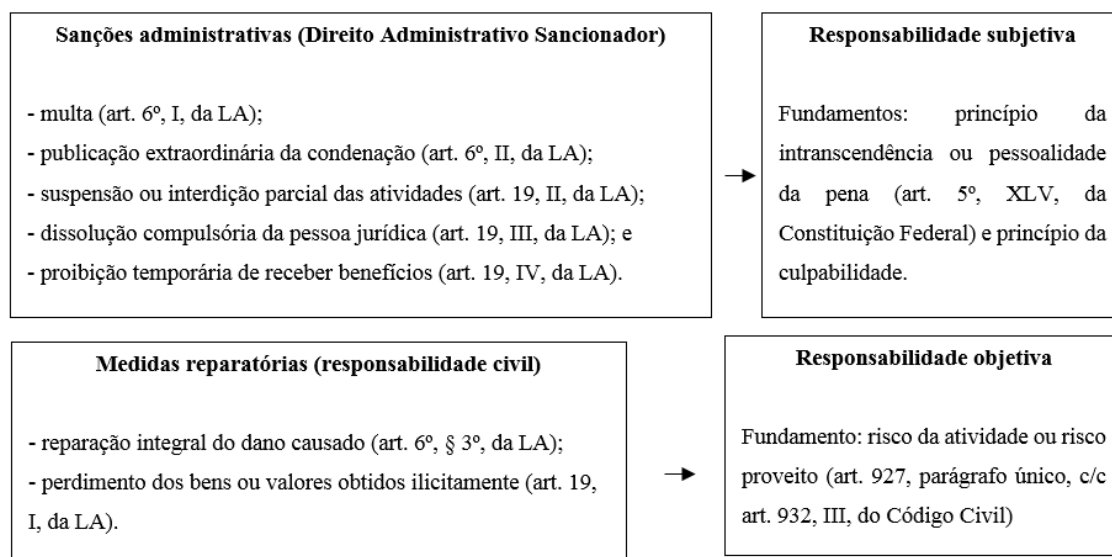 Sanções administrativas (Direito Administrativo Sancionador)
- multa (art. 6º, I, da LA);
- publicação extraordinária da condenação (art. 6º, II, da LA);
- suspensão ou interdição parcial das atividades (art. 19, II, da LA);
- dissolução compulsória da pessoa jurídica (art. 19, III, da LA); e
- proibição temporária de receber benefícios (art. 19, IV, da LA).
Responsabilidade subjetiva
Fundamentos: princípio da
intranscendência ou pessoalidade
da pena (art. 5º, XLV, da
Constituição Federal) e princípio da
culpabilidade.
Medidas reparatórias (responsabilidade civil)
- reparação integral do dano causado (art. 6º, § 3º, da LA);
- perdimento dos bens ou valores obtidos ilicitamente (art. 19,
I, da LA).
Responsabilidade objetiva
Fundamento: risco da atividade ou risco
proveito (art. 927, parágrafo único, c/c
art. 932, III, do Código Civil)